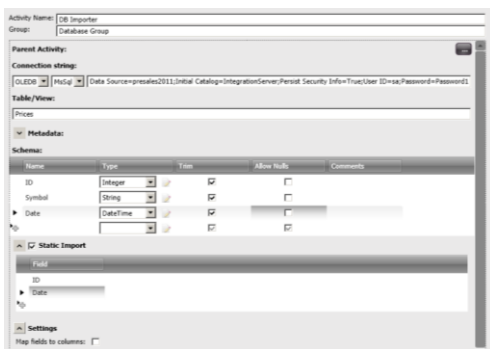 Activity Name: DB Importer
Group: Database Group
Parent Activity:
Connection string:
OLEDB MsSql Data Source=presales2011;Initial Catalog=IntegrationServer;Persist Security Info=True;User ID=sa;Password=Password1
Table/View:
Prices
Metadata:
Schema:
Name Type Trim Allow Nulls Comments
ID Integer
Symbol String
Date DateTime
Static Import
Field
ID
Date
Settings
Map fields to columns: